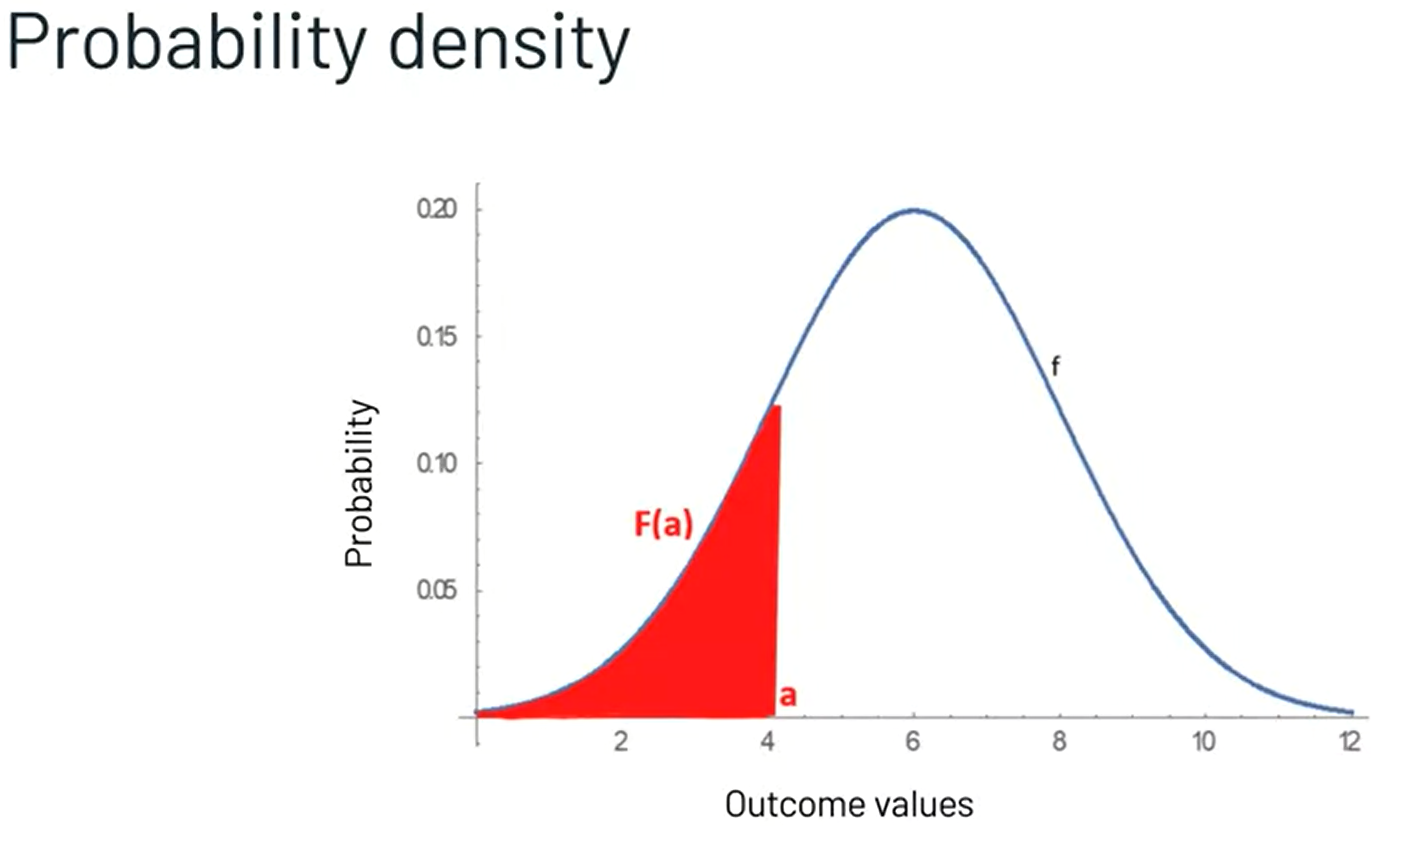 Probability density
0.20
0.15
0.10
0.05
Probability
f
F(a)
a
2 4 6 8 10 12
Outcome values